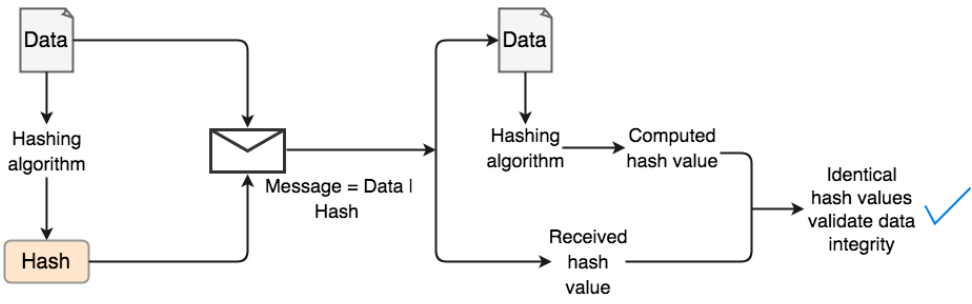 Data
Hashing
algorithm
Hash
Message = Data |
Hash
Data
Hashing
algorithm
Computed
hash value
Received
hash
value
Identical
hash values
validate data
integrity